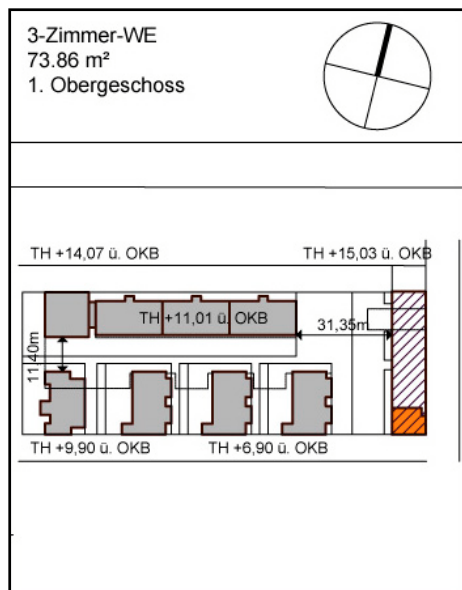 3-Zimmer-WE
73.86 m²
1. Obergeschoss
TH +14,07 ü. OKB
TH +15,03 ü. OKB
TH +11,01 ü. OKB
31,35m
11,40m
TH +9,90 ü. OKB
TH +6,90 ü. OKB